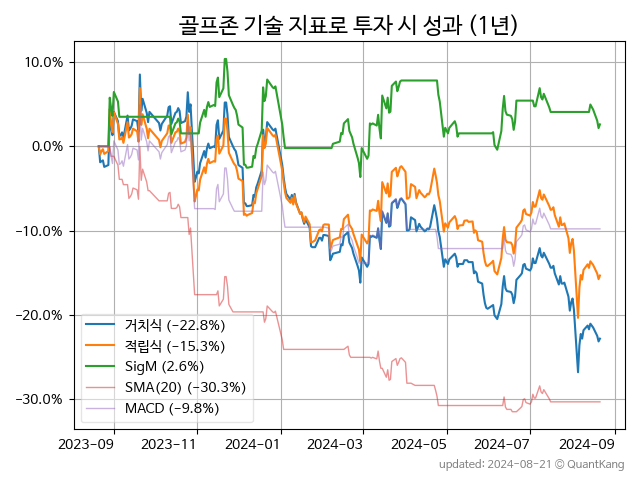 골프존 기술 지표로 투자 시 성과 (1년)
10.0%
0.0%
−10.0%
−20.0%
−30.0%
거치식 (−22.8%)
적립식 (−15.3%)
SigM (2.6%)
SMA(20) (−30.3%)
MACD (−9.8%)
2023-09 2023-11 2024-01 2024-03 2024-05 2024-07 2024-09
updated: 2024-08-21 © QuantKang